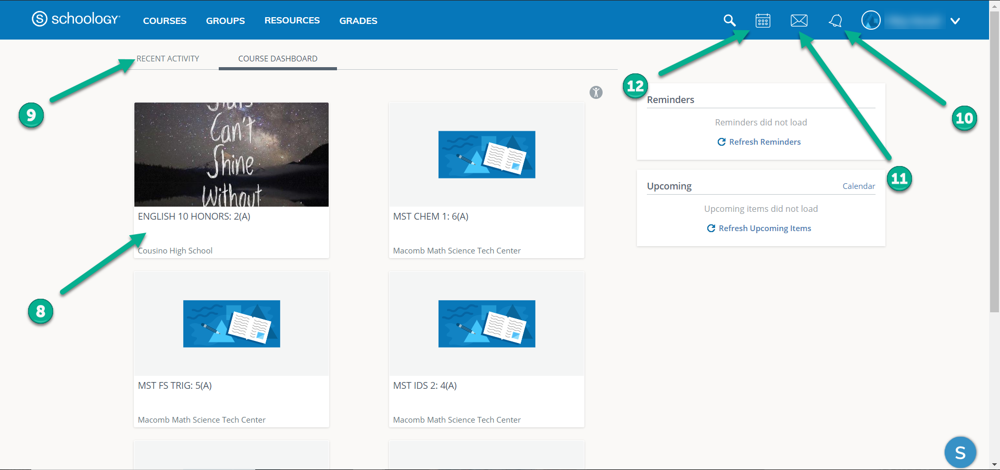 schoology COURSES GROUPS RESOURCES GRADES
RECENT ACTIVITY COURSE DASHBOARD
12
9
10
11
8
Can't
Shine
Without
ENGLISH 10 HONORS: 2(A)
Cousino High School
MST CHEM 1: 6(A)
Macomb Math Science Tech Center
MST FS TRIG: 5(A)
Macomb Math Science Tech Center
MST IDS 2: 4(A)
Macomb Math Science Tech Center
Reminders
Reminders did not load
Refresh Reminders
Upcoming Calendar
Upcoming items did not load
Refresh Upcoming Items
S